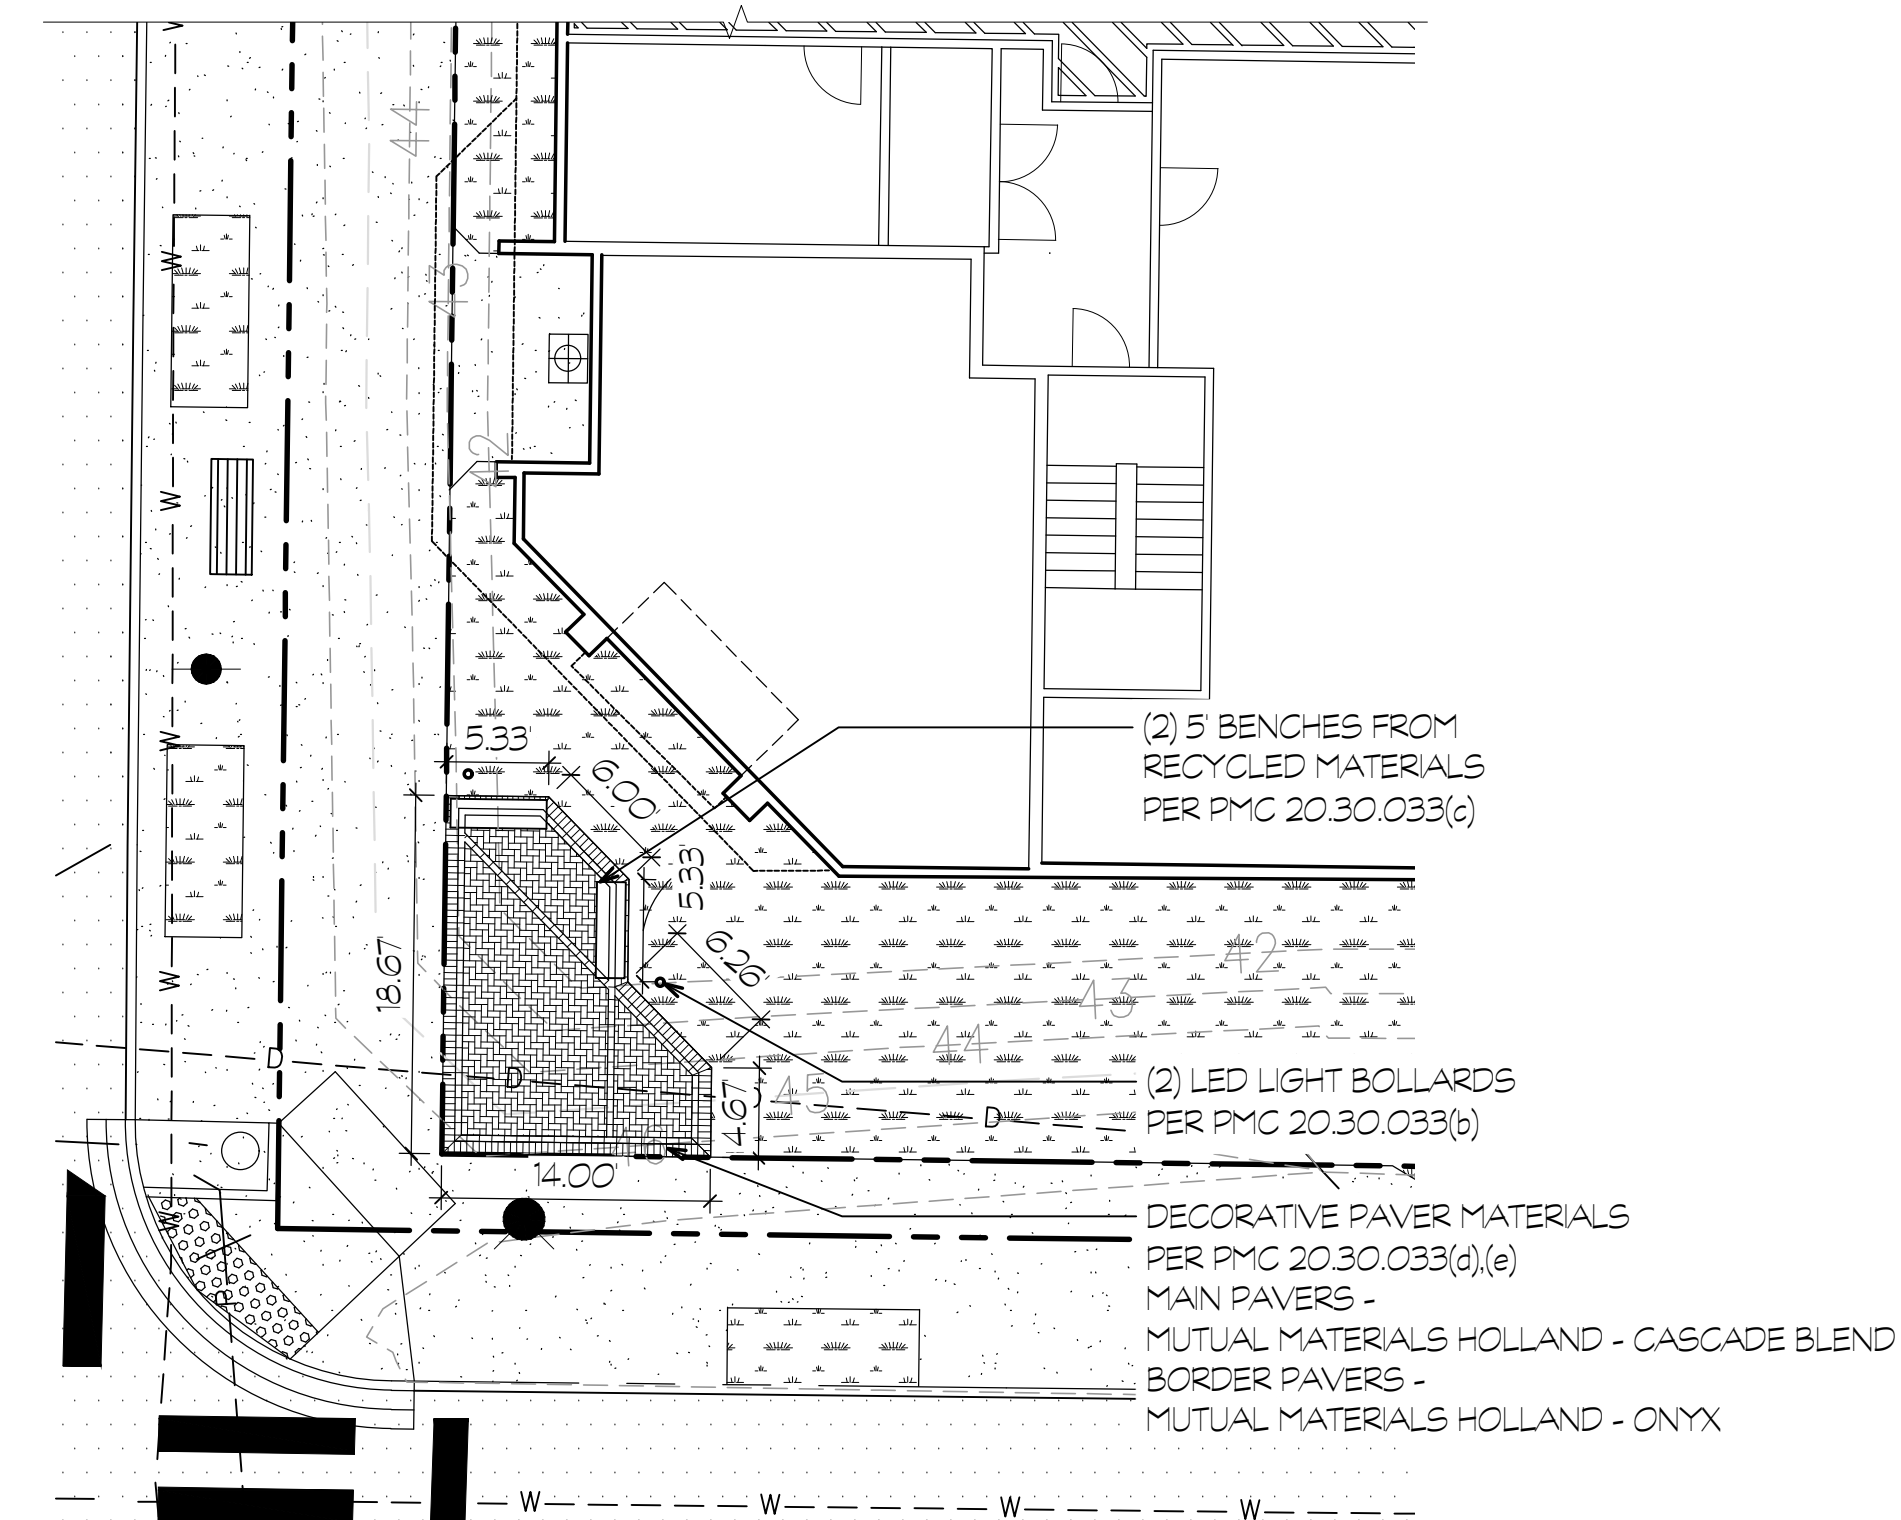 44
43
42
W
W
W
W
W
5.33'
6.00'
5.33
6.26'
18.67
4.67
14.00'
(2) 5' BENCHES FROM
RECYCLED MATERIALS
PER PMC 20.30.033(c)
42
43
44
45
46
D
D
D
(2) LED LIGHT BOLLARDS
PER PMC 20.30.033(b)
DECORATIVE PAVER MATERIALS
PER PMC 20.30.033(d),(e)
MAIN PAVERS -
MUTUAL MATERIALS HOLLAND - CASCADE BLEND
BORDER PAVERS -
MUTUAL MATERIALS HOLLAND - ONYX
W
W
W
W